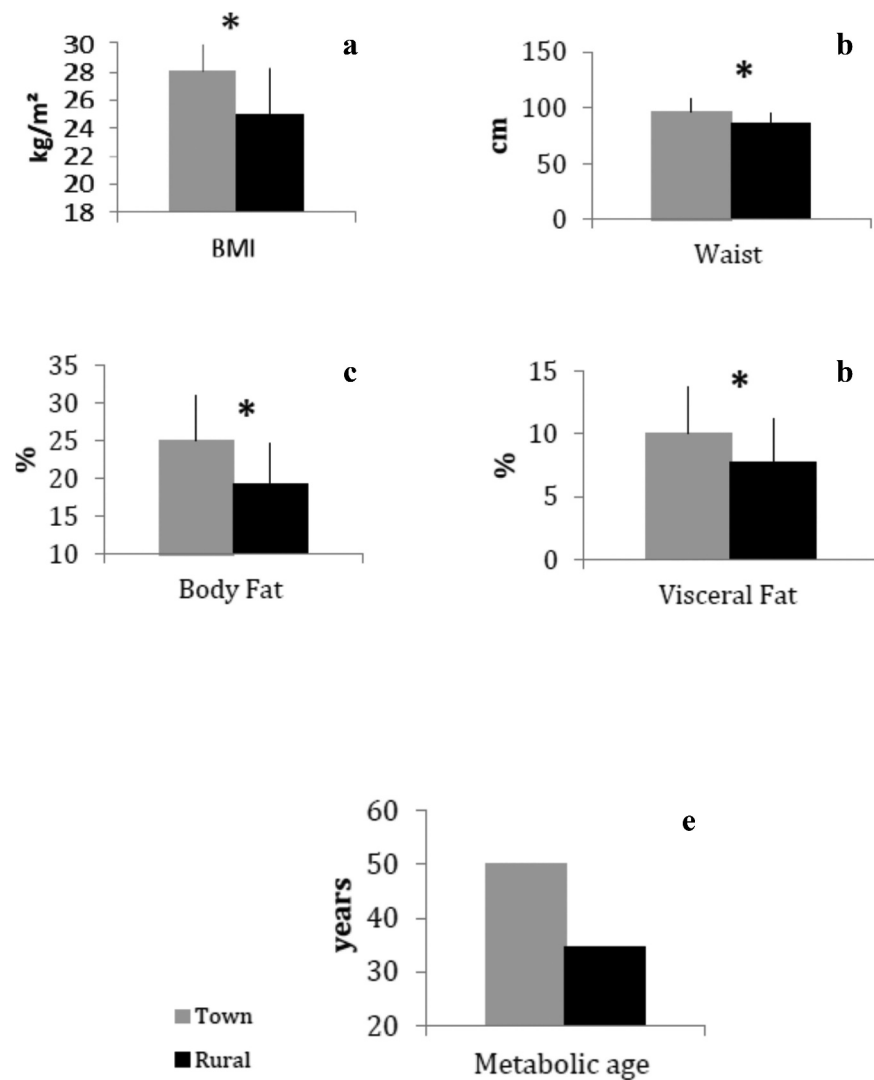 * a
30
28
26
24
22
20
18
kg/m²
BMI
* b
150
100
50
0
cm
Waist
* c
35
30
25
20
15
10
%
Body Fat
* b
15
10
5
0
%
Visceral Fat
e
60
50
40
30
20
years
Metabolic age
Town
Rural